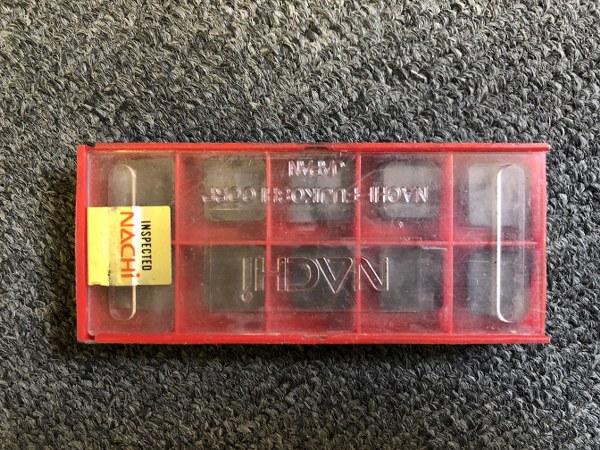 INSPECTED
NACHi
NACHi
NACHI-FUJIKOSHI CORP.
JAPAN